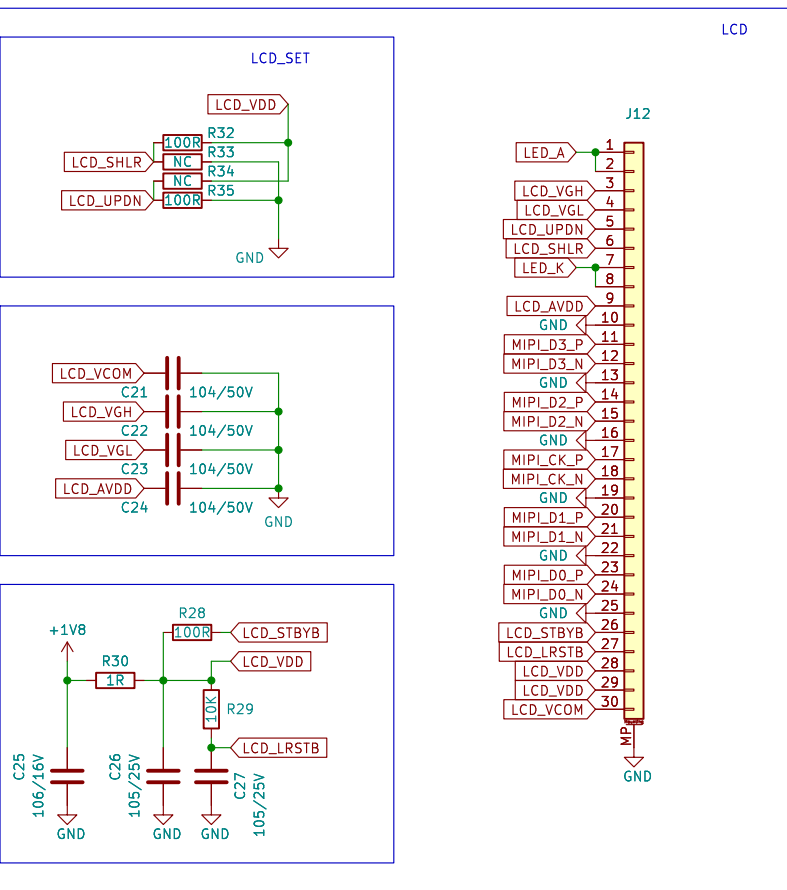 LCD
LCD_SET
LCD_VDD
R32
100R
R33
LCD_SHLR
NC
R34
NC
R35
LCD_UPDN
100R
GND
LCD_VCOM
C21
104/50V
LCD_VGH
C22
104/50V
LCD_VGL
C23
104/50V
LCD_AVDD
C24
104/50V
GND
R28
+1V8
100R
LCD_STBYB
R30
LCD_VDD
1R
10K
R29
LCD_LRSTB
C25
106/16V
C26
105/25V
C27
105/25V
GND
GND
GND
J12
LED_A
1
2
LCD_VGH
3
LCD_VGL
4
LCD_UPDN
5
LCD_SHLR
6
LED_K
7
8
LCD_AVDD
9
GND
10
MIPI_D3_P
11
MIPI_D3_N
12
GND
13
MIPI_D2_P
14
MIPI_D2_N
15
GND
16
MIPI_CK_P
17
MIPI_CK_N
18
GND
19
MIPI_D1_P
20
MIPI_D1_N
21
GND
22
MIPI_D0_P
23
MIPI_D0_N
24
GND
25
LCD_STBYB
26
LCD_LRSTB
27
LCD_VDD
28
LCD_VDD
29
LCD_VCOM
30
MP
GND